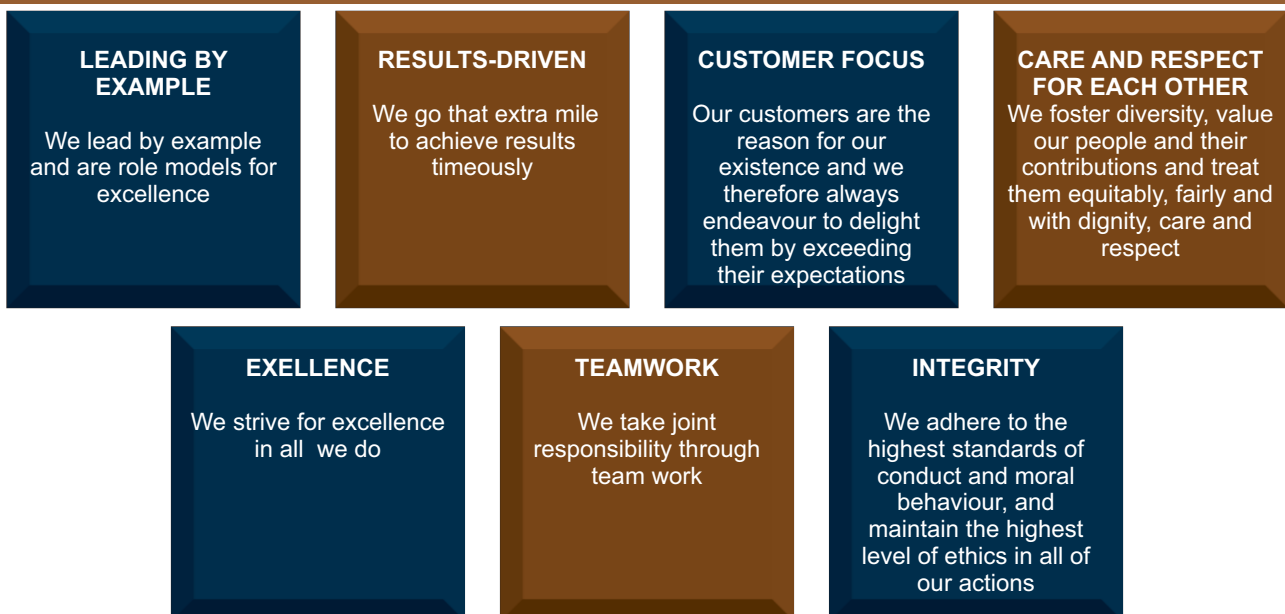 LEADING BY
EXAMPLE
We lead by example
and are role models for
excellence
RESULTS-DRIVEN
We go that extra mile
to achieve results
timeously
CUSTOMER FOCUS
Our customers are the
reason for our
existence and we
therefore always
endeavour to delight
them by exceeding
their expectations
CARE AND RESPECT
FOR EACH OTHER
We foster diversity, value
our people and their
contributions and treat
them equitably, fairly and
with dignity, care and
respect
EXELLENCE
We strive for excellence
in all  we do
TEAMWORK
We take joint
responsibility through
team work
INTEGRITY
We adhere to the
highest standards of
conduct and moral
behaviour, and
maintain the highest
level of ethics in all of
our actions